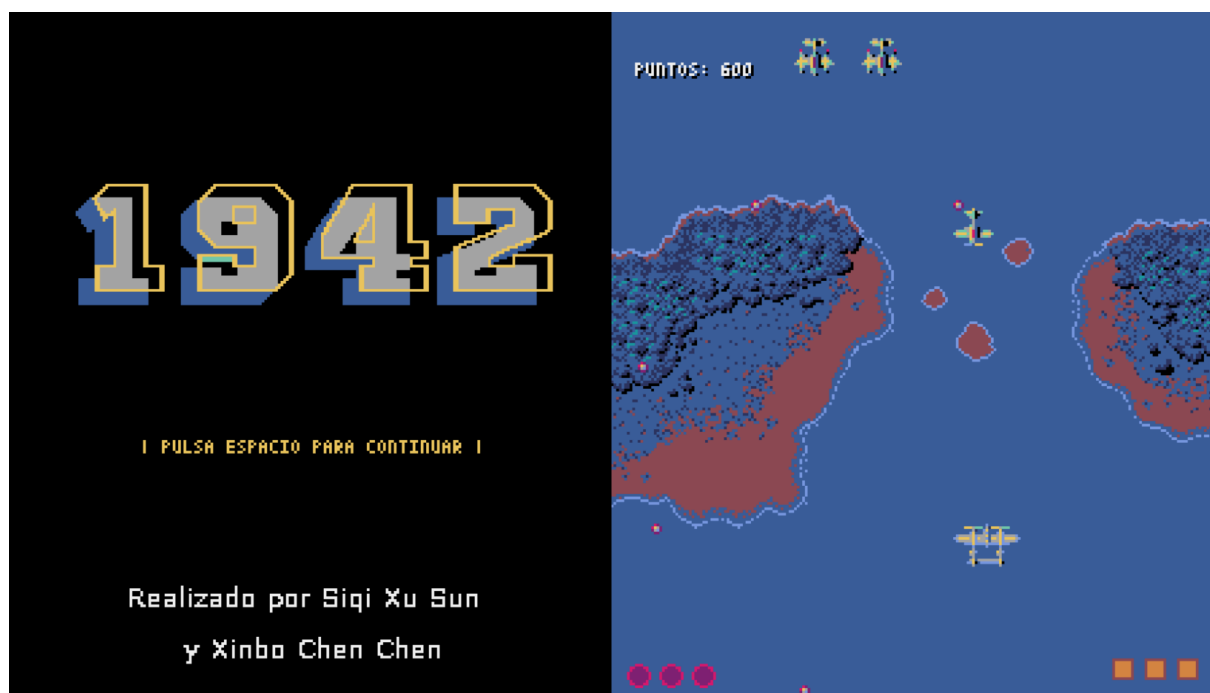 1942
| PULSA ESPACIO PARA CONTINUAR |
Realizado por Siqi Xu Sun
y Xinbo Chen Chen
PUNTOS: 600